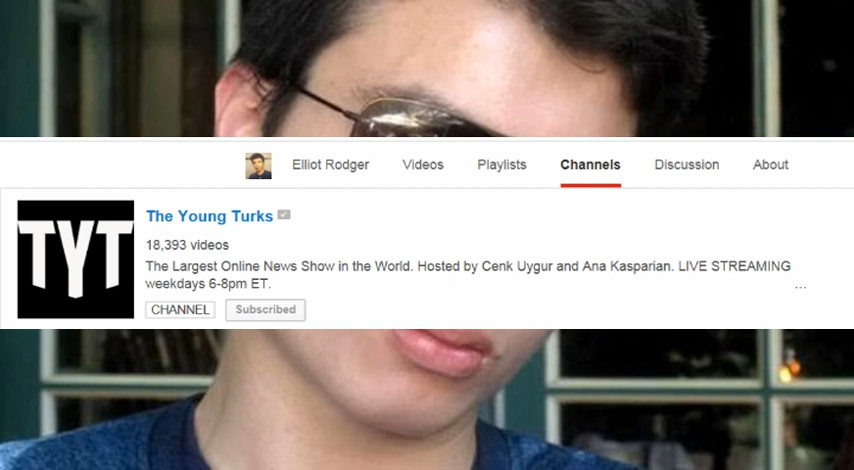 Elliot Rodger Videos Playlists Channels Discussion About
TYT
The Young Turks
18,393 videos
The Largest Online News Show in the World. Hosted by Cenk Uygur and Ana Kasparian. LIVE STREAMING
weekdays 6-8pm ET.
...
CHANNEL Subscribed